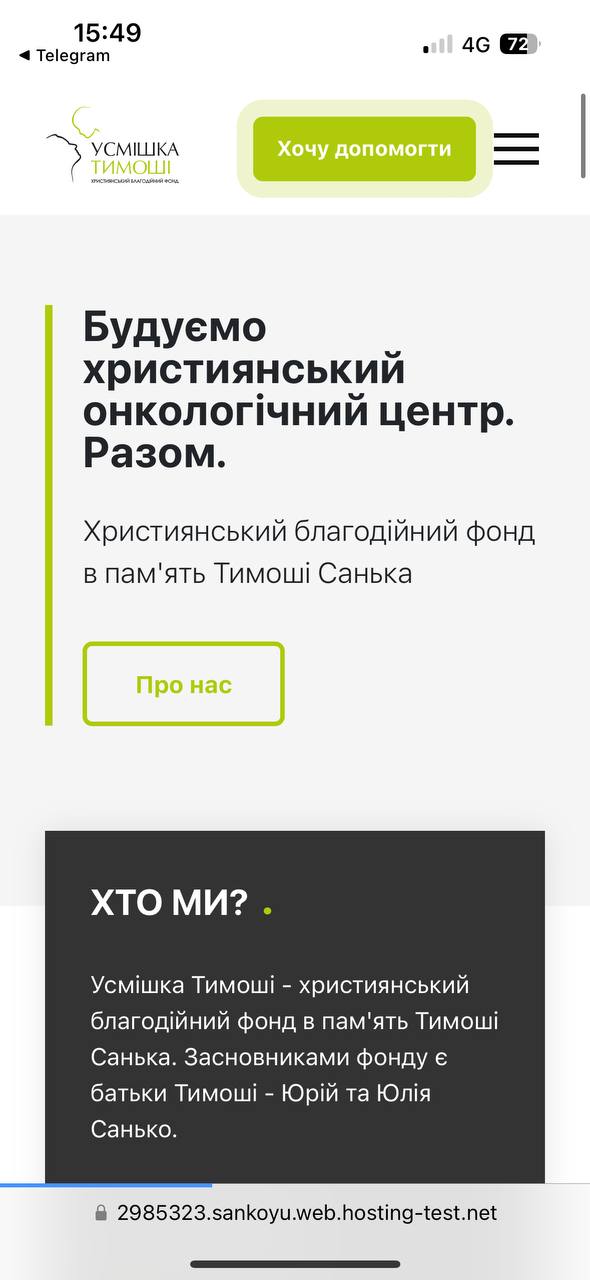 15:49
◀ Telegram
4G
72
УСМІШКА
ТИМОШІ
ХРИСТИЯНСЬКИЙ БЛАГОДІЙНИЙ ФОНД
Хочу допомогти
Будуємо
християнський
онкологічний центр.
Разом.
Християнський благодійний фонд
в пам'ять Тимоші Санька
Про нас
ХТО МИ? .
Усмішка Тимоші - християнський
благодійний фонд в пам'ять Тимоші
Санька. Засновниками фонду є
батьки Тимоші - Юрій та Юлія
Санько.
2985323.sankoyu.web.hosting-test.net